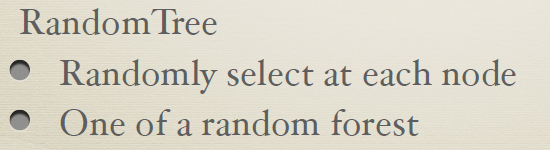 RandomTree
Randomly select at each node
One of a random forest